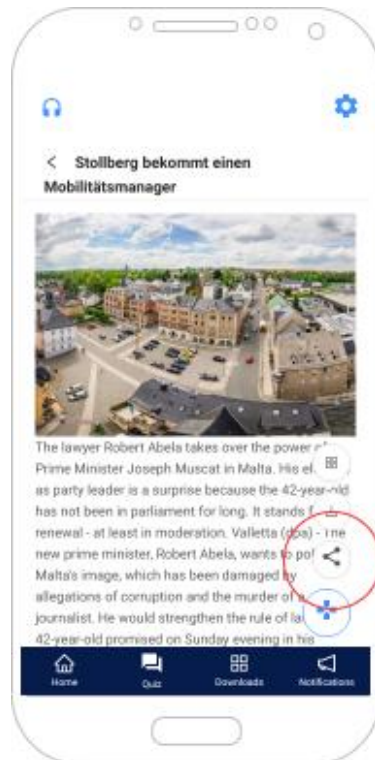 < Stollberg bekommt einen
Mobilitätsmanager
The lawyer Robert Abela takes over the power of
Prime Minister Joseph Muscat in Malta. His el
as party leader is a surprise because the 42-year-old
has not been in parliament for long. It stands f
renewal - at least in moderation. Valletta (dpa) - The
new prime minister, Robert Abela, wants to pol
Malta's image, which has been damaged by
allegations of corruption and the murder of a
journalist. He would strengthen the rule of la
42-year-old promised on Sunday evening in his
Home Quiz Downloads Notifications